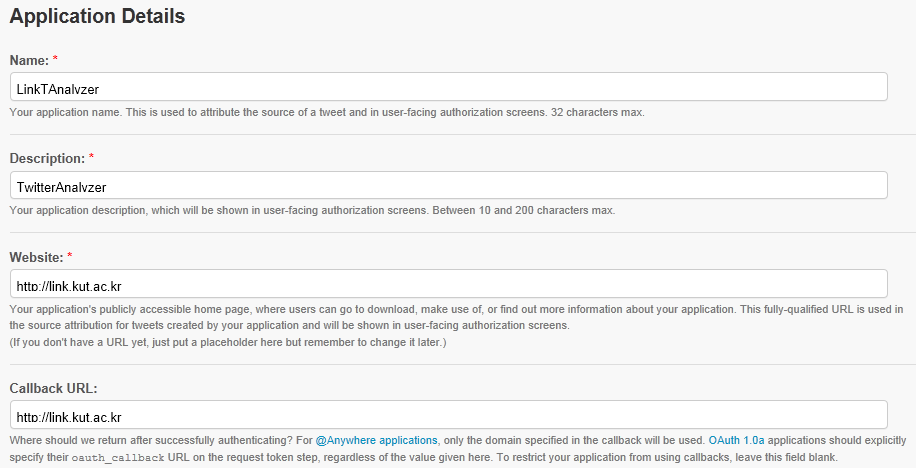 Application Details
Name: *
LinkTAnalyzer
Your application name. This is used to attribute the source of a tweet and in user-facing authorization screens. 32 characters max.
Description: *
TwitterAnalyzer
Your application description, which will be shown in user-facing authorization screens. Between 10 and 200 characters max.
Website: *
http://link.kut.ac.kr
Your application's publicly accessible home page, where users can go to download, make use of, or find out more information about your application. This fully-qualified URL is used in
the source attribution for tweets created by your application and will be shown in user-facing authorization screens.
(If you don't have a URL yet, just put a placeholder here but remember to change it later.)
Callback URL:
http://link.kut.ac.kr
Where should we return after successfully authenticating? For @Anywhere applications, only the domain specified in the callback will be used. OAuth 1.0a applications should explicitly
specify their oauth_callback URL on the request token step, regardless of the value given here. To restrict your application from using callbacks, leave this field blank.